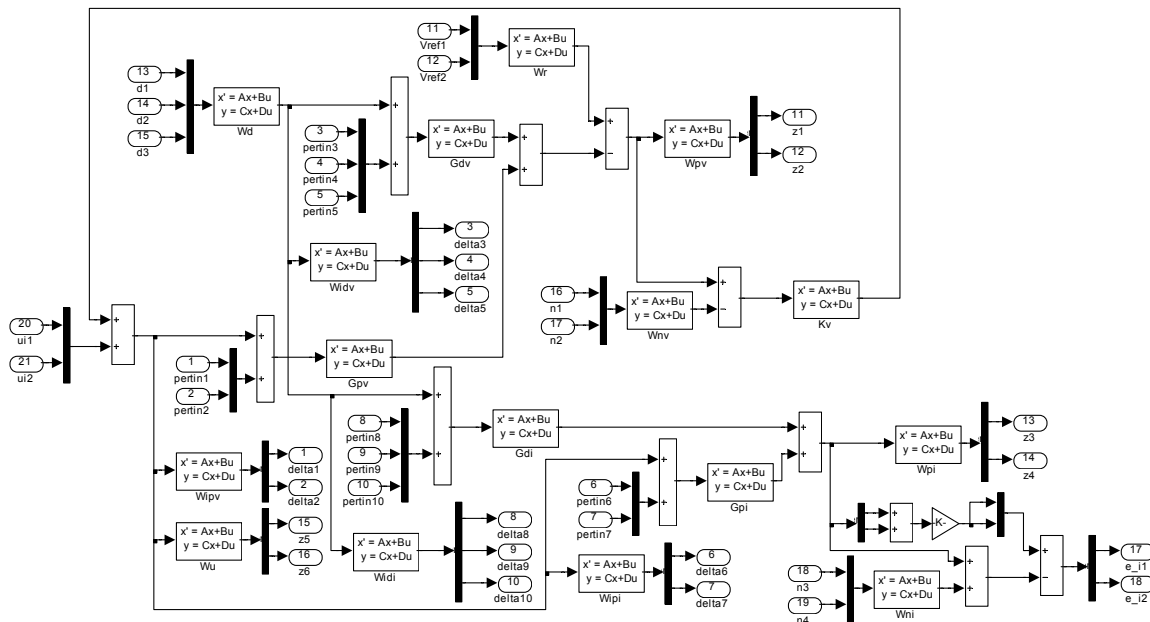 11
Vref1
12
Vref2
x' = Ax+Bu
y = Cx+Du
Wr
13
d1
14
d2
15
d3
x' = Ax+Bu
y = Cx+Du
Wd
3
pertin3
4
pertin4
5
pertin5
+
+
x' = Ax+Bu
y = Cx+Du
Gdv
+
+
+
−
x' = Ax+Bu
y = Cx+Du
Wpv
11
z1
12
z2
x' = Ax+Bu
y = Cx+Du
Widv
3
delta3
4
delta4
5
delta5
16
n1
17
n2
x' = Ax+Bu
y = Cx+Du
Wnv
+
−
x' = Ax+Bu
y = Cx+Du
Kv
20
ui1
21
ui2
+
+
1
pertin1
2
pertin2
+
+
x' = Ax+Bu
y = Cx+Du
Gpv
8
pertin8
9
pertin9
10
pertin10
+
+
x' = Ax+Bu
y = Cx+Du
Gdi
+
+
x' = Ax+Bu
y = Cx+Du
Wpi
13
z3
14
z4
x' = Ax+Bu
y = Cx+Du
Wipv
1
delta1
2
delta2
6
pertin6
7
pertin7
+
+
x' = Ax+Bu
y = Cx+Du
Gpi
x' = Ax+Bu
y = Cx+Du
Wu
15
z5
16
z6
x' = Ax+Bu
y = Cx+Du
Widi
8
delta8
9
delta9
10
delta10
x' = Ax+Bu
y = Cx+Du
Wipi
6
delta6
7
delta7
+
+
-K-
+
−
17
e_i1
18
e_i2
18
n3
19
n4
x' = Ax+Bu
y = Cx+Du
Wni
+
+